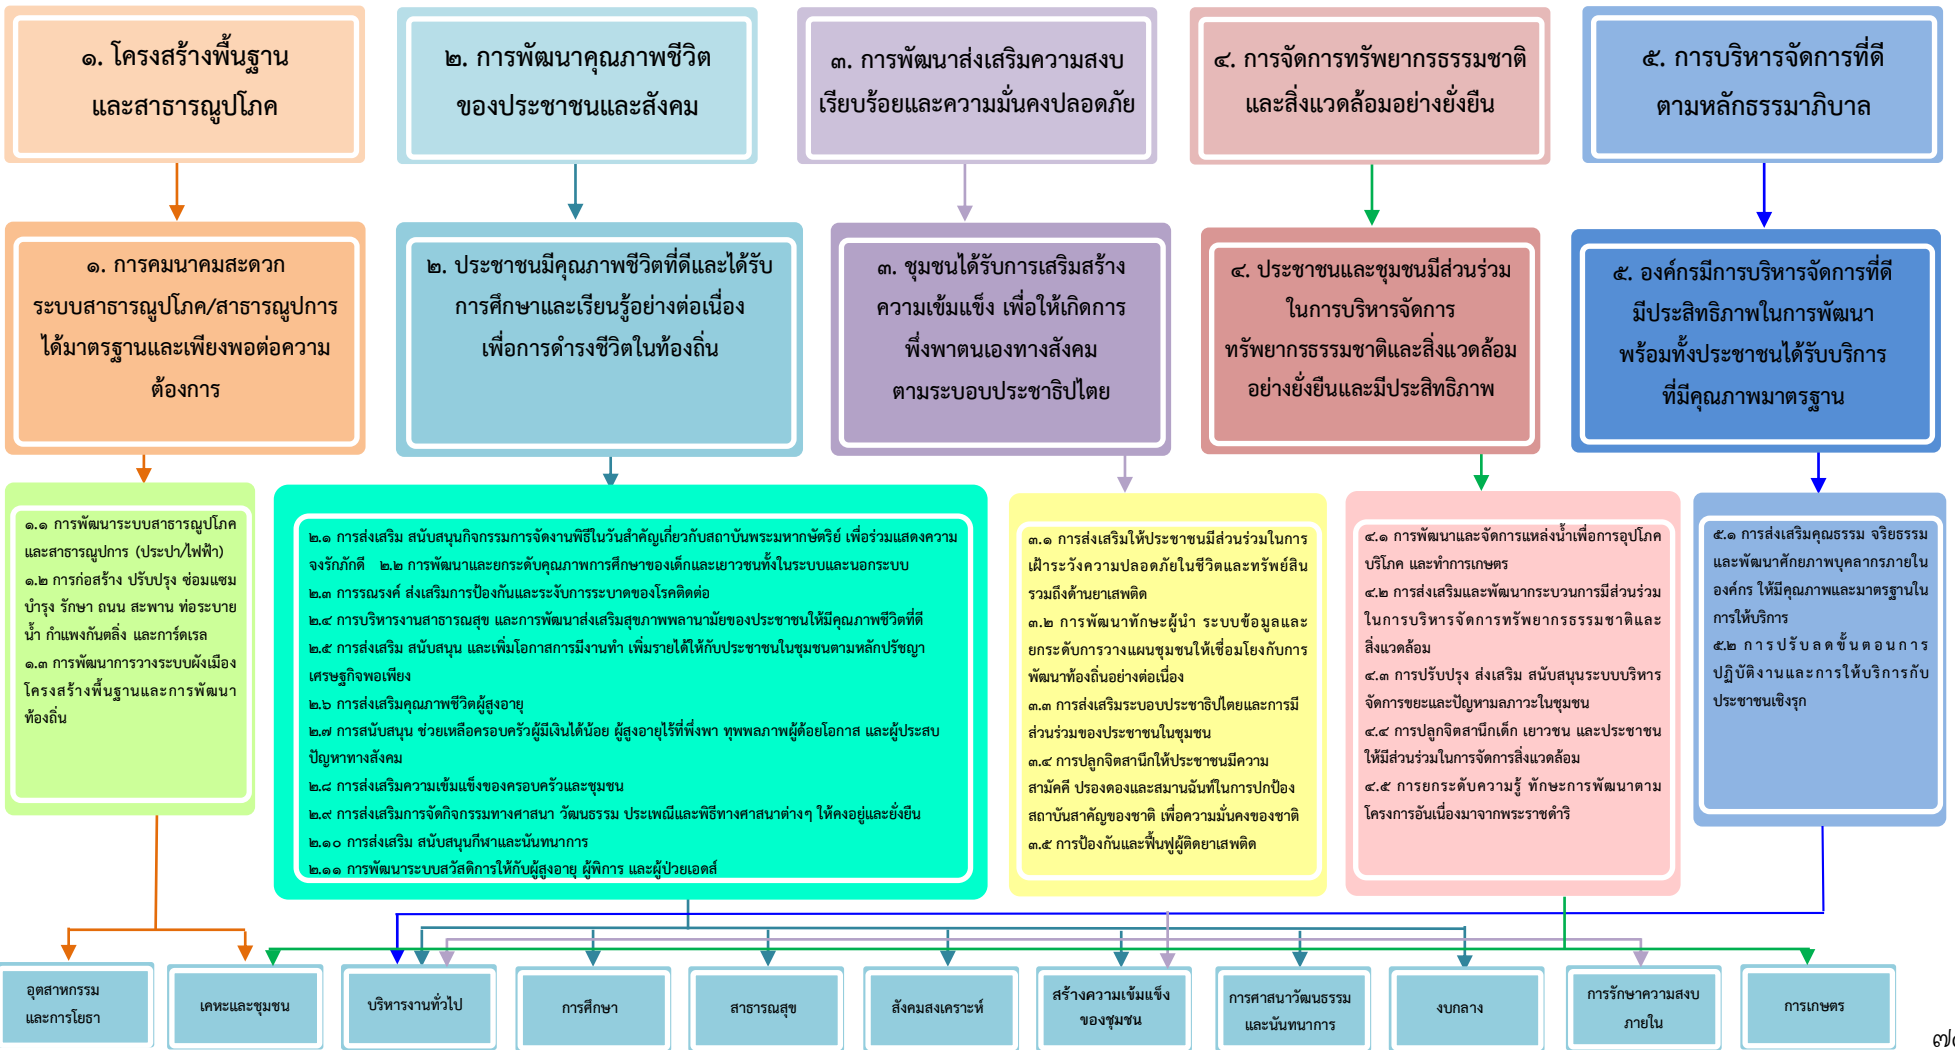 ๑. โครงสร้างพื้นฐาน
และสาธารณูปโภค
๒. การพัฒนาคุณภาพชีวิต
ของประชาชนและสังคม
๓. การพัฒนาส่งเสริมความสงบ
เรียบร้อยและความมั่นคงปลอดภัย
๔. การจัดการทรัพยากรธรรมชาติ
และสิ่งแวดล้อมอย่างยั่งยืน
๕. การบริหารจัดการที่ดี
ตามหลักธรรมาภิบาล
๑. การคมนาคมสะดวก
ระบบสาธารณูปโภค/สาธารณูปการ
ได้มาตรฐานและเพียงพอต่อความ
ต้องการ
๒. ประชาชนมีคุณภาพชีวิตที่ดีและได้รับ
การศึกษาและเรียนรู้อย่างต่อเนื่อง
เพื่อการดำรงชีวิตในท้องถิ่น
๓. ชุมชนได้รับการเสริมสร้าง
ความเข้มแข็ง เพื่อให้เกิดการ
พึ่งพาตนเองทางสังคม
ตามระบอบประชาธิปไตย
๔. ประชาชนและชุมชนมีส่วนร่วม
ในการบริหารจัดการ
ทรัพยากรธรรมชาติและสิ่งแวดล้อม
อย่างยั่งยืนและมีประสิทธิภาพ
๕. องค์กรมีการบริหารจัดการที่ดี
มีประสิทธิภาพในการพัฒนา
พร้อมทั้งประชาชนได้รับบริการ
ที่มีคุณภาพมาตรฐาน
๑.๑ การพัฒนาระบบสาธารณูปโภค
และสาธารณูปการ (ประปา/ไฟฟ้า)
๑.๒ การก่อสร้าง ปรับปรุง ซ่อมแซม
บำรุง รักษา ถนน สะพาน ท่อระบาย
น้ำ กำแพงกันตลิ่ง และการ์ดเรล
๑.๓ การพัฒนาการวางระบบผังเมือง
โครงสร้างพื้นฐานและการพัฒนา
ท้องถิ่น
๒.๑ การส่งเสริม สนับสนุนกิจกรรมการจัดงานพิธีในวันสำคัญเกี่ยวกับสถาบันพระมหากษัตริย์ เพื่อร่วมแสดงความ
จงรักภักดี ๒.๒ การพัฒนาและยกระดับคุณภาพการศึกษาของเด็กและเยาวชนทั้งในระบบและนอกระบบ
๒.๓ การรณรงค์ ส่งเสริมการป้องกันและระงับการระบาดของโรคติดต่อ
๒.๔ การบริหารงานสาธารณสุข และการพัฒนาส่งเสริมสุขภาพพลานามัยของประชาชนให้มีคุณภาพชีวิตที่ดี
๒.๕ การส่งเสริม สนับสนุน และเพิ่มโอกาสการมีงานทำ เพิ่มรายได้ให้กับประชาชนในชุมชนตามหลักปรัชญา
เศรษฐกิจพอเพียง
๒.๖ การส่งเสริมคุณภาพชีวิตผู้สูงอายุ
๒.๗ การสนับสนุน ช่วยเหลือครอบครัวผู้มีเงินได้น้อย ผู้สูงอายุไร้ที่พึ่งพา ทุพพลภาพผู้ด้อยโอกาส และผู้ประสบ
ปัญหาทางสังคม
๒.๘ การส่งเสริมความเข้มแข็งของครอบครัวและชุมชน
๒.๙ การส่งเสริมการจัดกิจกรรมทางศาสนา วัฒนธรรม ประเพณีและพิธีทางศาสนาต่างๆ ให้คงอยู่และยั่งยืน
๒.๑๐ การส่งเสริม สนับสนุนกีฬาและนันทนาการ
๒.๑๑ การพัฒนาระบบสวัสดิการให้กับผู้สูงอายุ ผู้พิการ และผู้ป่วยเอดส์
๓.๑ การส่งเสริมให้ประชาชนมีส่วนร่วมในการ
เฝ้าระวังความปลอดภัยในชีวิตและทรัพย์สิน
รวมถึงด้านยาเสพติด
๓.๒ การพัฒนาทักษะผู้นำ ระบบข้อมูลและ
ยกระดับการวางแผนชุมชนให้เชื่อมโยงกับการ
พัฒนาท้องถิ่นอย่างต่อเนื่อง
๓.๓ การส่งเสริมระบอบประชาธิปไตยและการมี
ส่วนร่วมของประชาชนในชุมชน
๓.๔ การปลูกจิตสานึกให้ประชาชนมีความ
สามัคคี ปรองดองและสมานฉันท์ในการปกป้อง
สถาบันสาคัญของชาติ เพื่อความมั่นคงของชาติ
๓.๕ การป้องกันและฟื้นฟูผู้ติดยาเสพติด
๔.๑ การพัฒนาและจัดการแหล่งน้ำเพื่อการอุปโภค
บริโภค และทำการเกษตร
๔.๒ การส่งเสริมและพัฒนากระบวนการมีส่วนร่วม
ในการบริหารจัดการทรัพยากรธรรมชาติและ
สิ่งแวดล้อม
๔.๓ การปรับปรุง ส่งเสริม สนับสนุนระบบบริหาร
จัดการขยะและปัญหามลภาวะในชุมชน
๔.๔ การปลูกจิตสานึกเด็ก เยาวชน และประชาชน
ให้มีส่วนร่วมในการจัดการสิ่งแวดล้อม
๔.๕ การยกระดับความรู้ ทักษะการพัฒนาตาม
โครงการอันเนื่องมาจากพระราชดำริ
๕.๑ การส่งเสริมคุณธรรม จริยธรรม
และพัฒนาศักยภาพบุคลากรภายใน
องค์กร ให้มีคุณภาพและมาตรฐานใน
การให้บริการ
๕.๒ การปรับลดขั้นตอนการ
ปฏิบัติงานและการให้บริการกับ
ประชาชนเชิงรุก
อุตสาหกรรม
และการโยธา
เคหะและชุมชน
บริหารงานทั่วไป
การศึกษา
สาธารณสุข
สังคมสงเคราะห์
สร้างความเข้มแข็ง
ของชุมชน
การศาสนาวัฒนธรรม
และนันทนาการ
งบกลาง
การรักษาความสงบ
ภายใน
การเกษตร